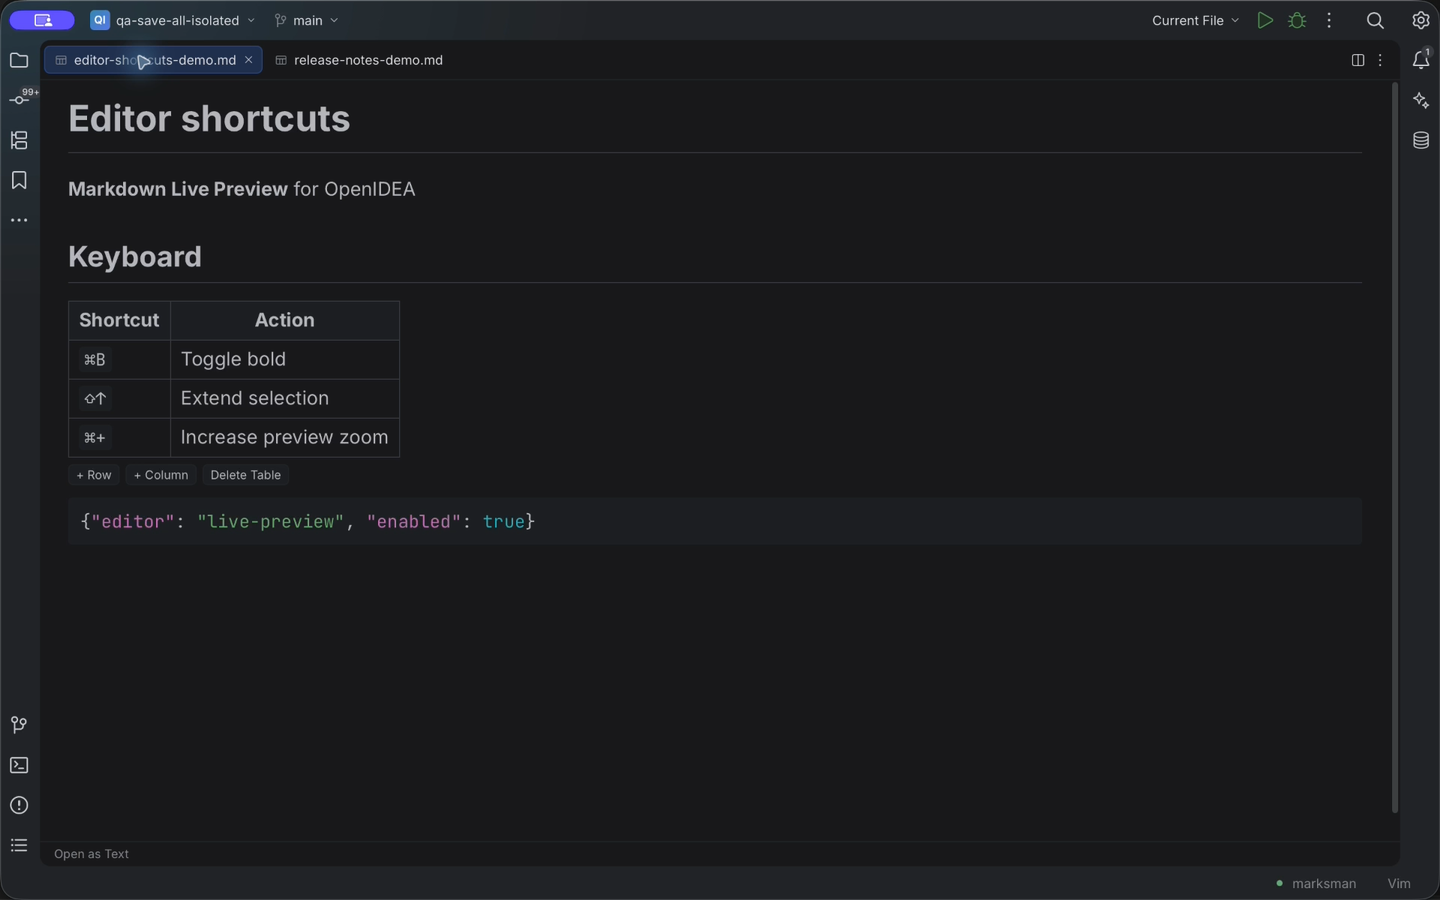 QI qa-save-all-isolated main Current File
editor-shortcuts-demo.md release-notes-demo.md
1
99+
Editor shortcuts
Markdown Live Preview for OpenIDEA
Keyboard
Shortcut Action
⌘B Toggle bold
⇧↑ Extend selection
⌘+ Increase preview zoom
+ Row + Column Delete Table
{"editor": "live-preview", "enabled": true}
Open as Text
marksman Vim